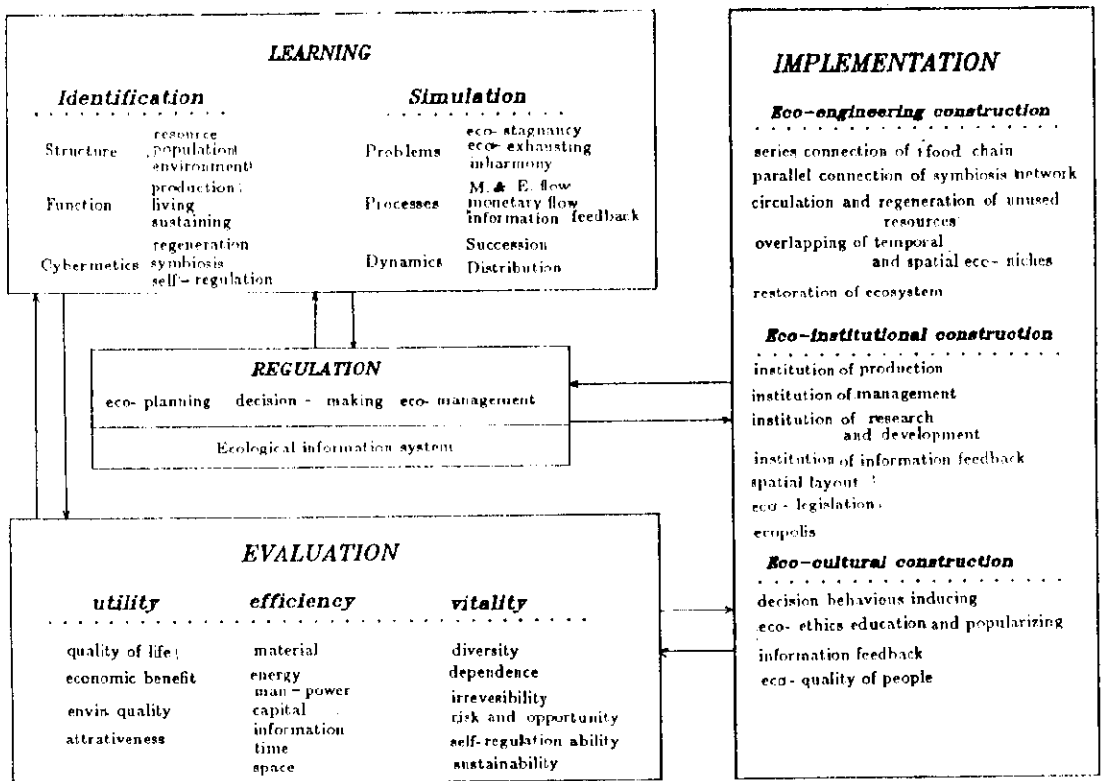 LEARNING
Identification
Structure
resource
population
environment
Function
production
living
sustaining
Cybermetics
regeneration
symbiosis
self-regulation
Simulation
Problems
eco-stagnancy
eco-exhausting
inharmony
Processes
M. & E. flow
monetary flow
information feedback
Dynamics
Succession
Distribution
REGULATION
eco-planning decision-making eco-management
Ecological information system
EVALUATION
utility
quality of life
economic benefit
envir. quality
attrativeness
efficiency
material
energy
man-power
capital
information
time
space
vitality
diversity
dependence
irrevesibility
risk and opportunity
self-regulation ability
sustainability
IMPLEMENTATION
Eco-engineering construction
series connection of food chain
parallel connection of symbiosis network
circulation and regeneration of unused
resources
overlapping of temporal
and spatial eco-niches
restoration of ecosystem
Eco-institutional construction
institution of production
institution of management
institution of research
and development
institution of information feedback
spatial layout
eco-legislation
ecopolis
Eco-cultural construction
decision behavious inducing
eco-ethics education and popularizing
information feedback
eco-quality of people